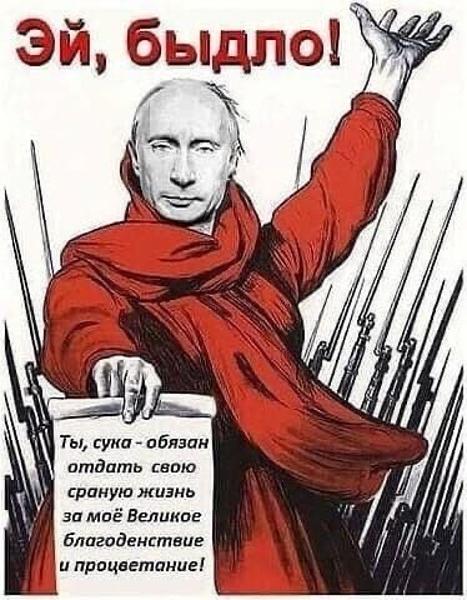 Эй, быдло!
Ты, сука - обязан
отдать свою
сраную жизнь
за моё Великое
благоденствие
и процветание!